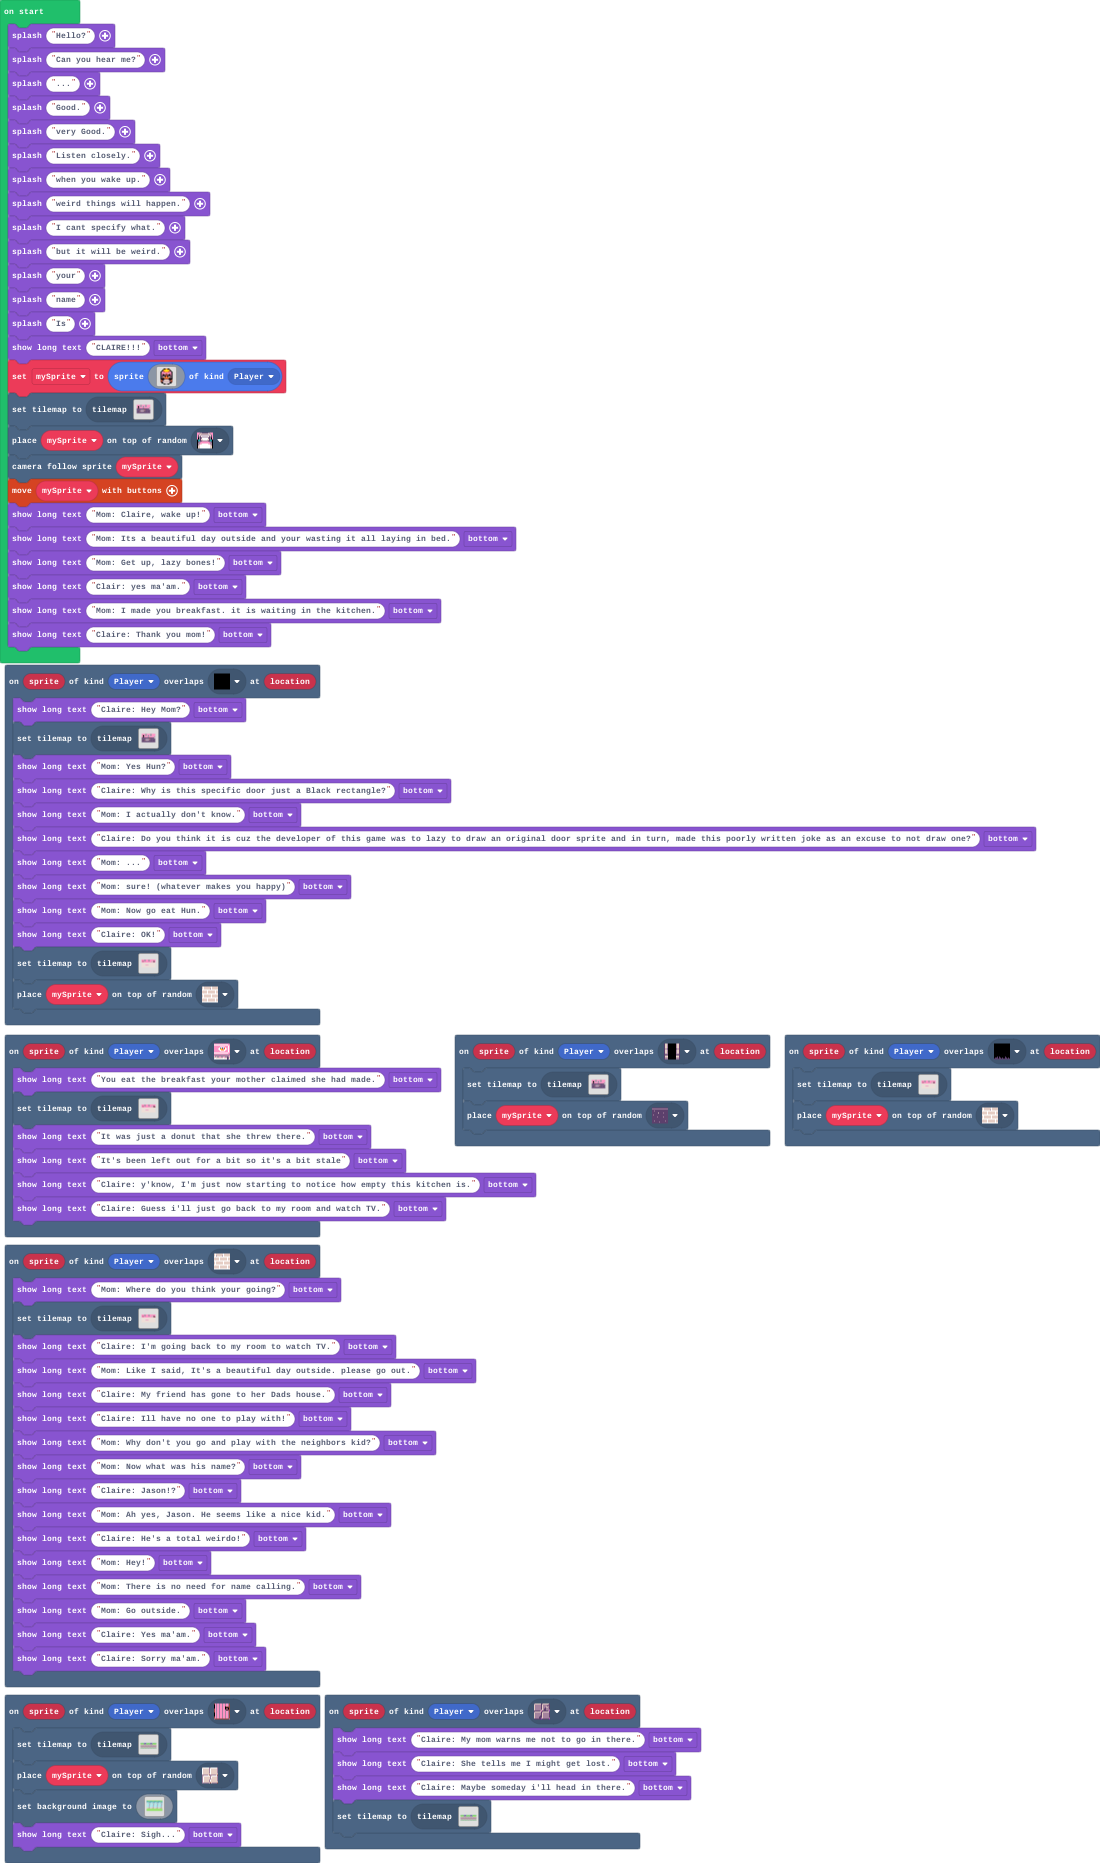 on start
splash "Hello?"
splash "Can you hear me?"
splash "..."
splash "Good."
splash "very Good."
splash "Listen closely."
splash "when you wake up."
splash "weird things will happen."
splash "I cant specify what."
splash "but it will be weird."
splash "your"
splash "name"
splash "Is"
show long text "CLAIRE!!!" bottom
set mySprite to sprite of kind Player
set tilemap to tilemap
place mySprite on top of random
camera follow sprite mySprite
move mySprite with buttons
show long text "Mom: Claire, wake up!" bottom
show long text "Mom: Its a beautiful day outside and your wasting it all laying in bed." bottom
show long text "Mom: Get up, lazy bones!" bottom
show long text "Clair: yes ma'am." bottom
show long text "Mom: I made you breakfast. it is waiting in the kitchen." bottom
show long text "Claire: Thank you mom!" bottom
on sprite of kind Player overlaps at location
show long text "Claire: Hey Mom?" bottom
set tilemap to tilemap
show long text "Mom: Yes Hun?" bottom
show long text "Claire: Why is this specific door just a Black rectangle?" bottom
show long text "Mom: I actually don't know." bottom
show long text "Claire: Do you think it is cuz the developer of this game was to lazy to draw an original door sprite and in turn, made this poorly written joke as an excuse to not draw one?" bottom
show long text "Mom: ..." bottom
show long text "Mom: sure! (whatever makes you happy)" bottom
show long text "Mom: Now go eat Hun." bottom
show long text "Claire: OK!" bottom
set tilemap to tilemap
place mySprite on top of random
on sprite of kind Player overlaps at location
show long text "You eat the breakfast your mother claimed she had made." bottom
set tilemap to tilemap
show long text "It was just a donut that she threw there." bottom
show long text "It's been left out for a bit so it's a bit stale" bottom
show long text "Claire: y'know, I'm just now starting to notice how empty this kitchen is." bottom
show long text "Claire: Guess i'll just go back to my room and watch TV." bottom
on sprite of kind Player overlaps at location
set tilemap to tilemap
place mySprite on top of random
on sprite of kind Player overlaps at location
set tilemap to tilemap
place mySprite on top of random
on sprite of kind Player overlaps at location
show long text "Mom: Where do you think your going?" bottom
set tilemap to tilemap
show long text "Claire: I'm going back to my room to watch TV." bottom
show long text "Mom: Like I said, It's a beautiful day outside. please go out." bottom
show long text "Claire: My friend has gone to her Dads house." bottom
show long text "Claire: Ill have no one to play with!" bottom
show long text "Mom: Why don't you go and play with the neighbors kid?" bottom
show long text "Mom: Now what was his name?" bottom
show long text "Claire: Jason!?" bottom
show long text "Mom: Ah yes, Jason. He seems like a nice kid." bottom
show long text "Claire: He's a total weirdo!" bottom
show long text "Mom: Hey!" bottom
show long text "Mom: There is no need for name calling." bottom
show long text "Mom: Go outside." bottom
show long text "Claire: Yes ma'am." bottom
show long text "Claire: Sorry ma'am." bottom
on sprite of kind Player overlaps at location
set tilemap to tilemap
place mySprite on top of random
set background image to
show long text "Claire: Sigh..." bottom
on sprite of kind Player overlaps at location
show long text "Claire: My mom warns me not to go in there." bottom
show long text "Claire: She tells me I might get lost." bottom
show long text "Claire: Maybe someday i'll head in there." bottom
set tilemap to tilemap